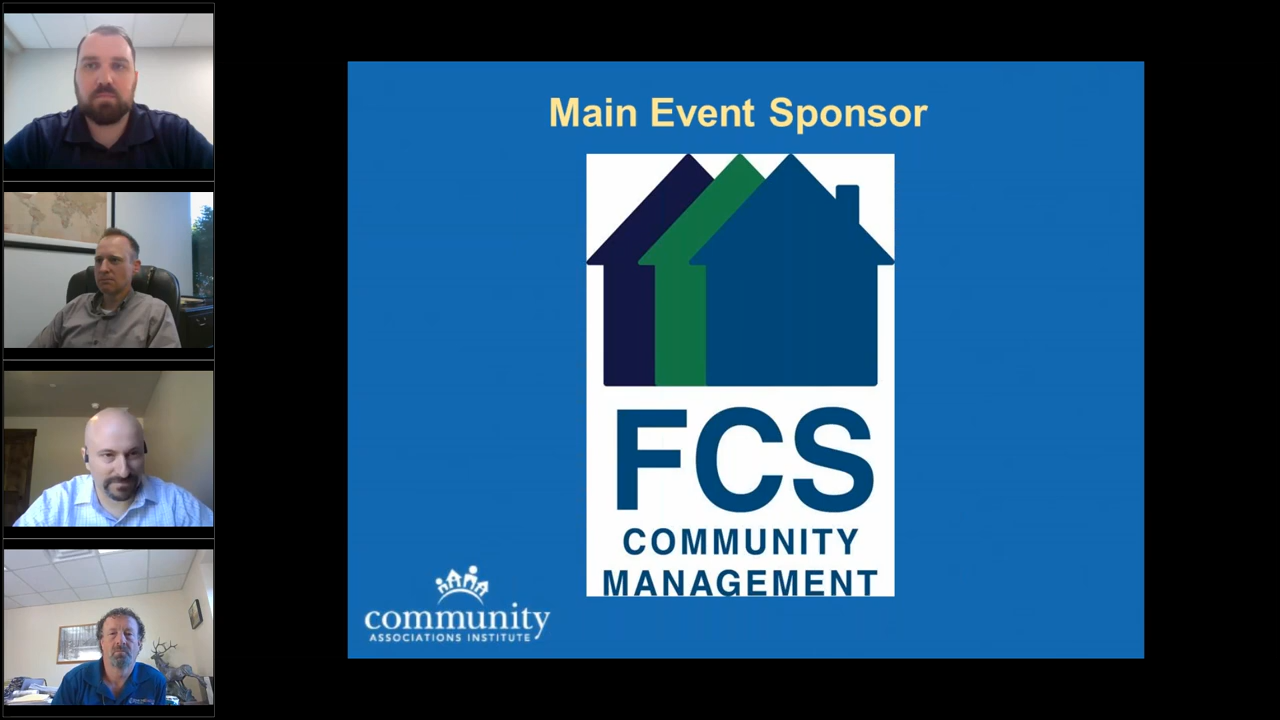 Main Event Sponsor
FCS
COMMUNITY
MANAGEMENT
community
ASSOCIATIONS INSTITUTE